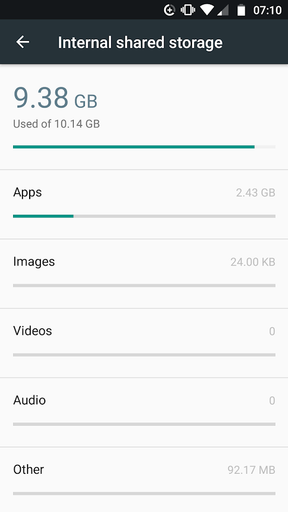 07:10
Internal shared storage
9.38 GB
Used of 10.14 GB
Apps 2.43 GB
Images 24.00 KB
Videos 0
Audio 0
Other 92.17 MB